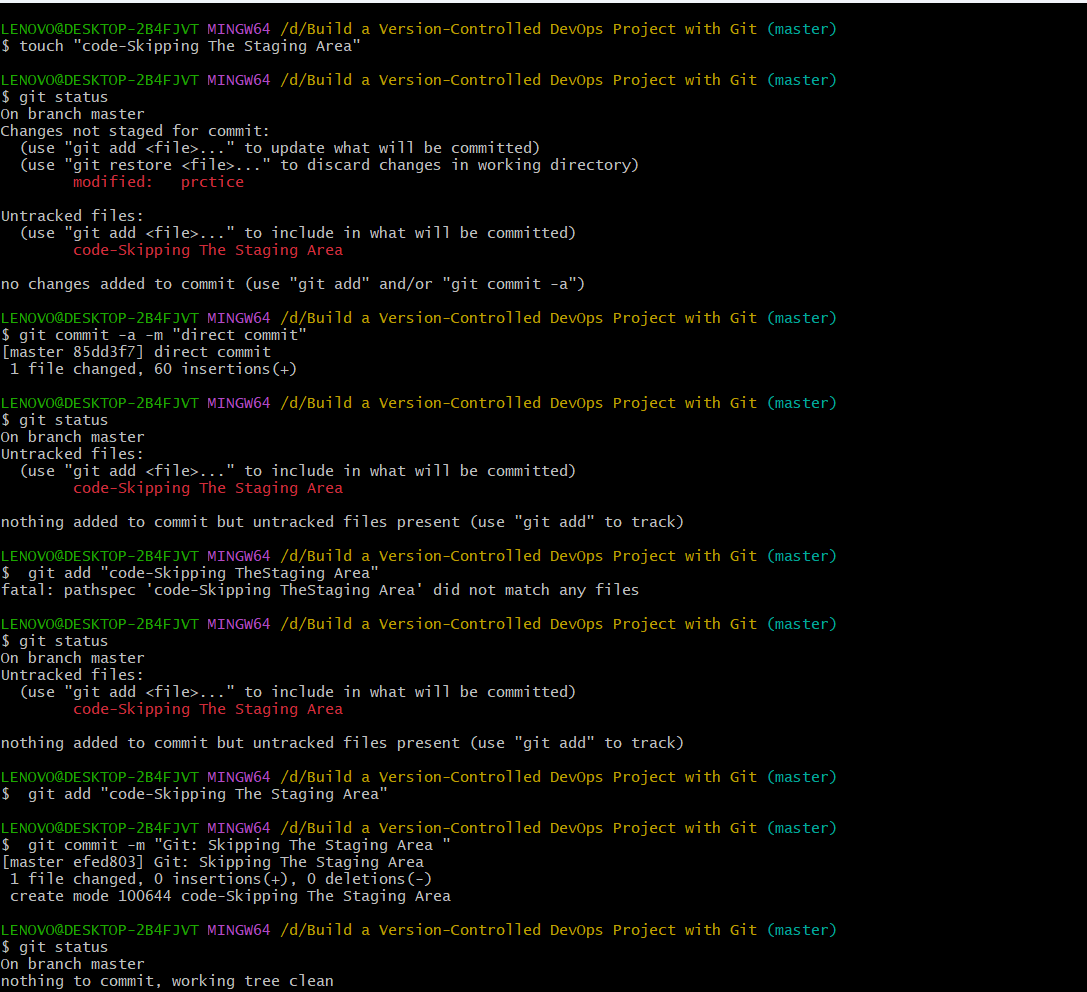 LENOVO@DESKTOP-2B4FJVT MINGW64 /d/Build a Version-Controlled DevOps Project with Git (master)
$ touch "code-Skipping The Staging Area"
LENOVO@DESKTOP-2B4FJVT MINGW64 /d/Build a Version-Controlled DevOps Project with Git (master)
$ git status
On branch master
Changes not staged for commit:
  (use "git add <file>..." to update what will be committed)
  (use "git restore <file>..." to discard changes in working directory)
        modified:   prctice
Untracked files:
  (use "git add <file>..." to include in what will be committed)
        code-Skipping The Staging Area
no changes added to commit (use "git add" and/or "git commit -a")
LENOVO@DESKTOP-2B4FJVT MINGW64 /d/Build a Version-Controlled DevOps Project with Git (master)
$ git commit -a -m "direct commit"
[master 85dd3f7] direct commit
 1 file changed, 60 insertions(+)
LENOVO@DESKTOP-2B4FJVT MINGW64 /d/Build a Version-Controlled DevOps Project with Git (master)
$ git status
On branch master
Untracked files:
  (use "git add <file>..." to include in what will be committed)
        code-Skipping The Staging Area
nothing added to commit but untracked files present (use "git add" to track)
LENOVO@DESKTOP-2B4FJVT MINGW64 /d/Build a Version-Controlled DevOps Project with Git (master)
$  git add "code-Skipping TheStaging Area"
fatal: pathspec 'code-Skipping TheStaging Area' did not match any files
LENOVO@DESKTOP-2B4FJVT MINGW64 /d/Build a Version-Controlled DevOps Project with Git (master)
$ git status
On branch master
Untracked files:
  (use "git add <file>..." to include in what will be committed)
        code-Skipping The Staging Area
nothing added to commit but untracked files present (use "git add" to track)
LENOVO@DESKTOP-2B4FJVT MINGW64 /d/Build a Version-Controlled DevOps Project with Git (master)
$  git add "code-Skipping The Staging Area"
LENOVO@DESKTOP-2B4FJVT MINGW64 /d/Build a Version-Controlled DevOps Project with Git (master)
$  git commit -m "Git: Skipping The Staging Area "
[master efed803] Git: Skipping The Staging Area
 1 file changed, 0 insertions(+), 0 deletions(-)
 create mode 100644 code-Skipping The Staging Area
LENOVO@DESKTOP-2B4FJVT MINGW64 /d/Build a Version-Controlled DevOps Project with Git (master)
$ git status
On branch master
nothing to commit, working tree clean